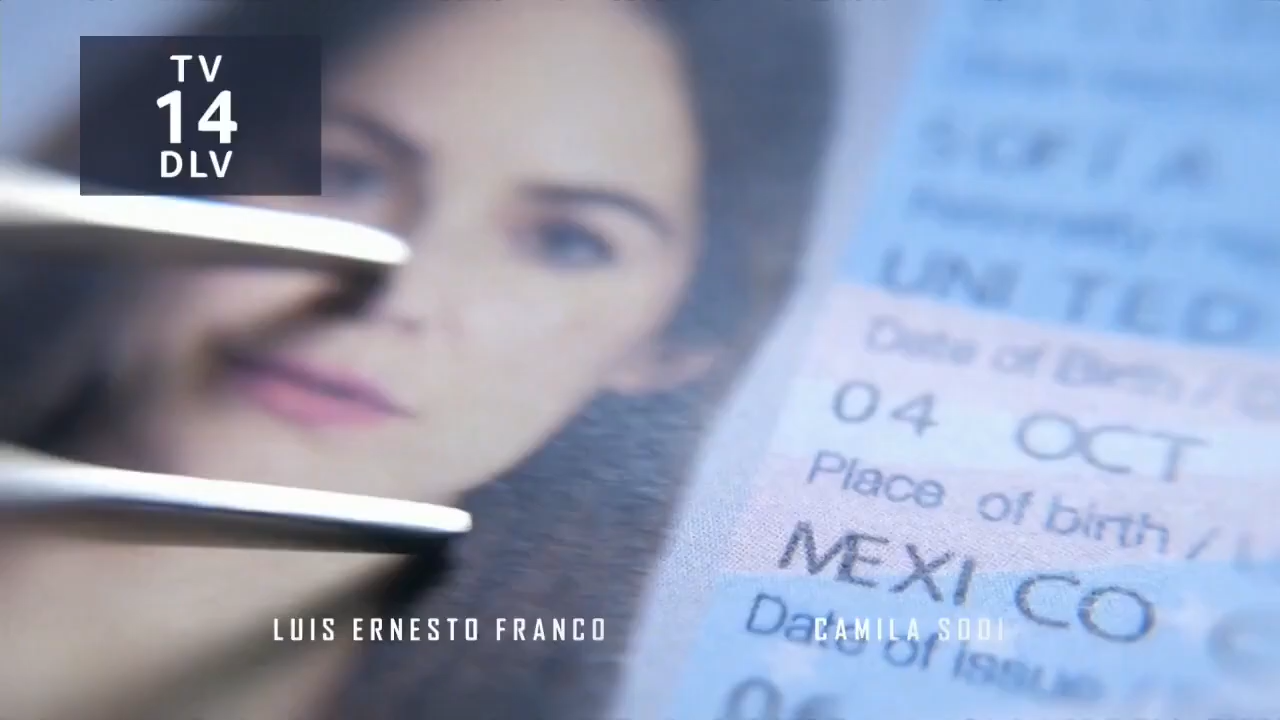 TV
14
DLV
SOFIA
UNITED
Date of Birth /
04 OCT
Place of birth /
MEXICO
Date of issue
06
LUIS ERNESTO FRANCO
CAMILA SODI